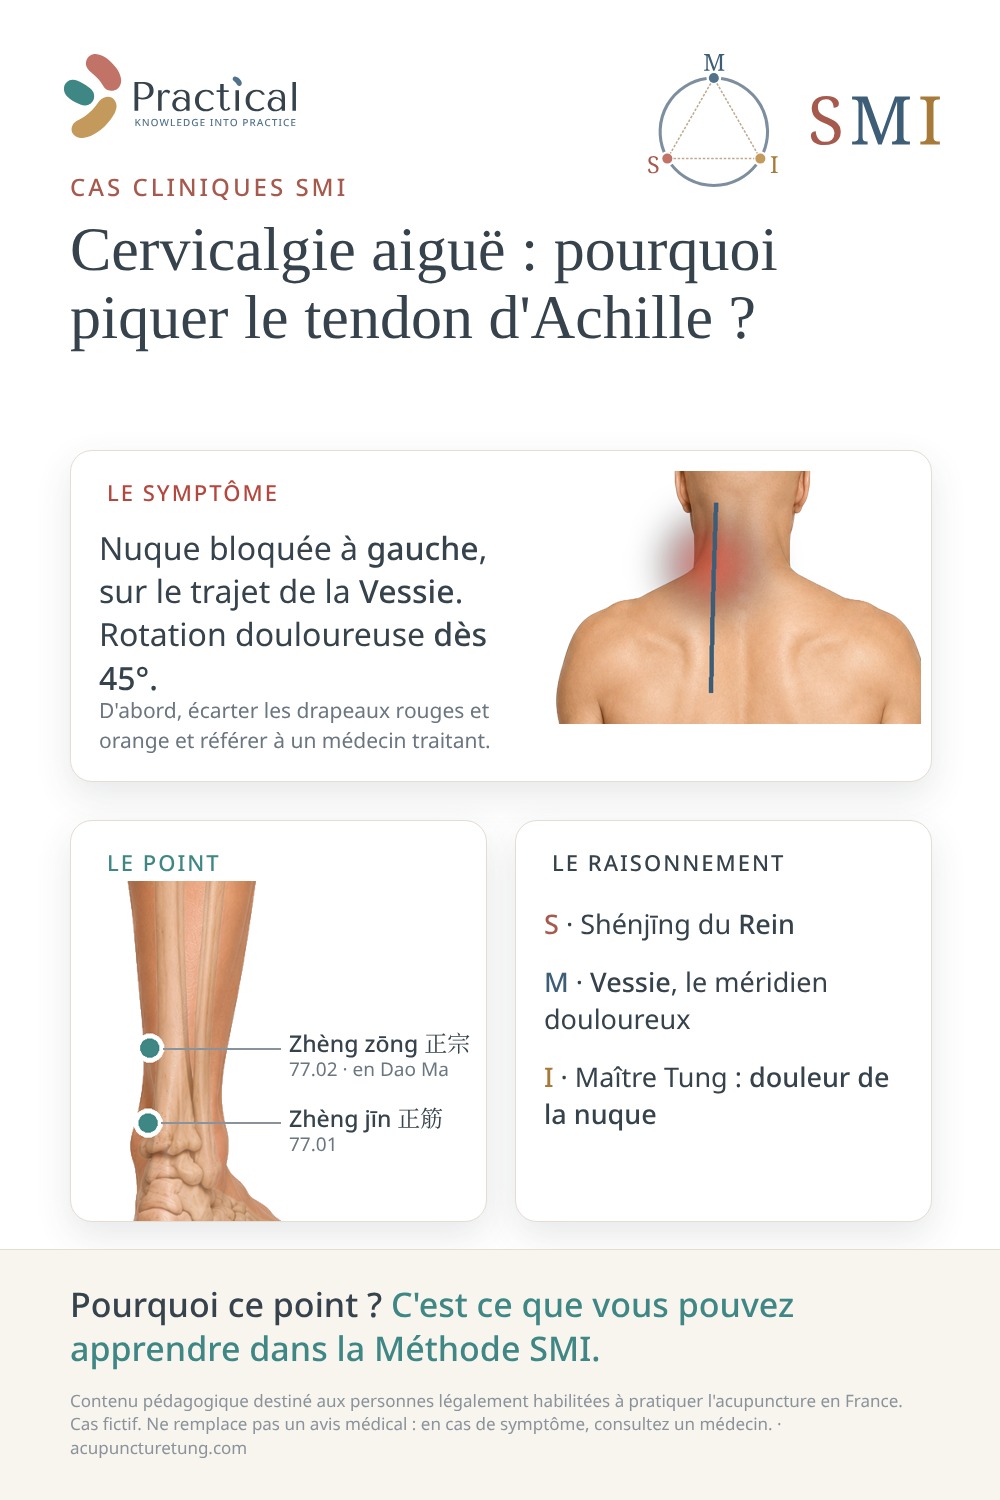 Practical
KNOWLEDGE INTO PRACTICE
M
S
I
SMI
CAS CLINIQUES SMI
Cervicalgie aiguë : pourquoi
piquer le tendon d'Achille ?
LE SYMPTÔME
Nuque bloquée à gauche,
sur le trajet de la Vessie.
Rotation douloureuse dès
45°.
D'abord, écarter les drapeaux rouges et
orange et référer à un médecin traitant.
LE POINT
Zhèng zōng 正宗
77.02 · en Dao Ma
Zhèng jīn 正筋
77.01
LE RAISONNEMENT
S · Shénjīng du Rein
M · Vessie, le méridien
douloureux
I · Maître Tung : douleur de
la nuque
Pourquoi ce point ? C'est ce que vous pouvez
apprendre dans la Méthode SMI.
Contenu pédagogique destiné aux personnes légalement habilitées à pratiquer l'acupuncture en France.
Cas fictif. Ne remplace pas un avis médical : en cas de symptôme, consultez un médecin. ·
acupuncturetung.com